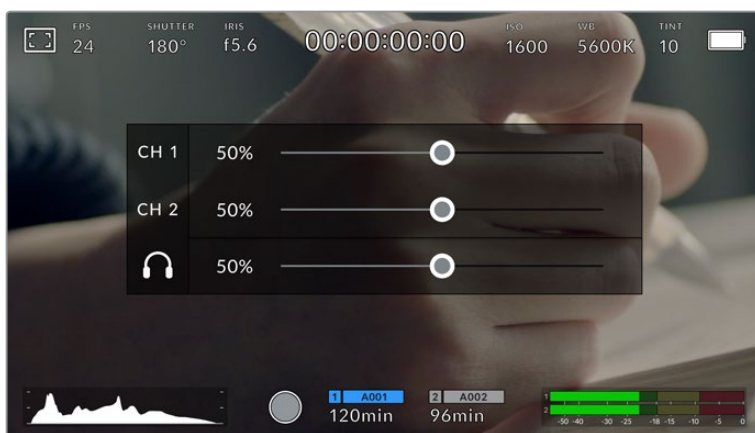 FPS
24
SHUTTER
180°
IRIS
f5.6
00:00:00:00
ISO
1600
WB
5600K
TINT
10
CH 1 50%
CH 2 50%
50%
1 A001
120min
2 A002
96min
1
2
-50 -40 -30 -25 -18 -15 -10 -5 0